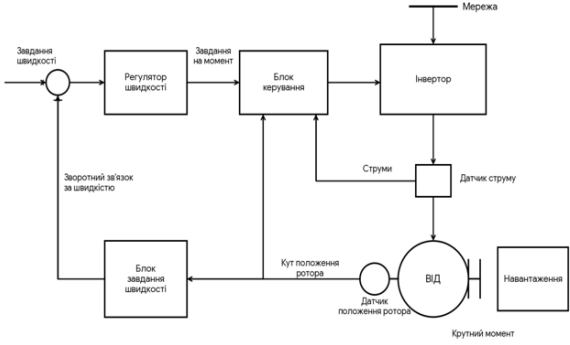 Мережа
Завдання
швидкості
Регулятор
швидкості
Завдання
на момент
Блок
керування
Інвертор
Струми
Датчик струму
Зворотний зв'язок
за швидкістю
Блок
завдання
швидкості
Кут положення
ротора
Датчик
положення ротора
ВІД
Навантаження
Крутний момент